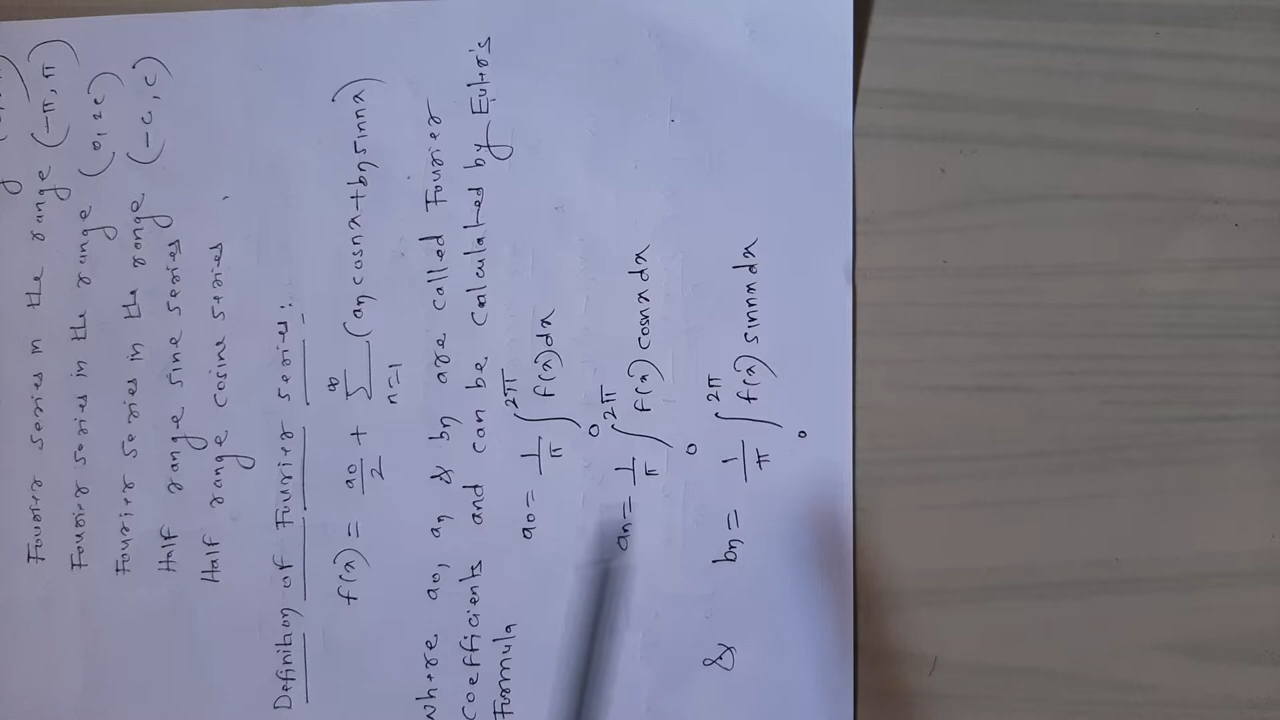 Fourier series in the range (-π, π)
Fourier series in the range (0, 2c)
Fourier series in the range (-c, c)
Half range sine series
Half range cosine series.
Definition of Fourier series:
f(x) = a0/2 + ∑_{n=1}^{∞} (an cosnx + bn sinnx)
where a0, an & bn are called Fourier
coefficients and can be calculated by Euler's
Formula
a0 = 1/π ∫_0^{2π} f(x)dx
an = 1/π ∫_0^{2π} f(x) cosnx dx
& bn = 1/π ∫_0^{2π} f(x) sinnx dx